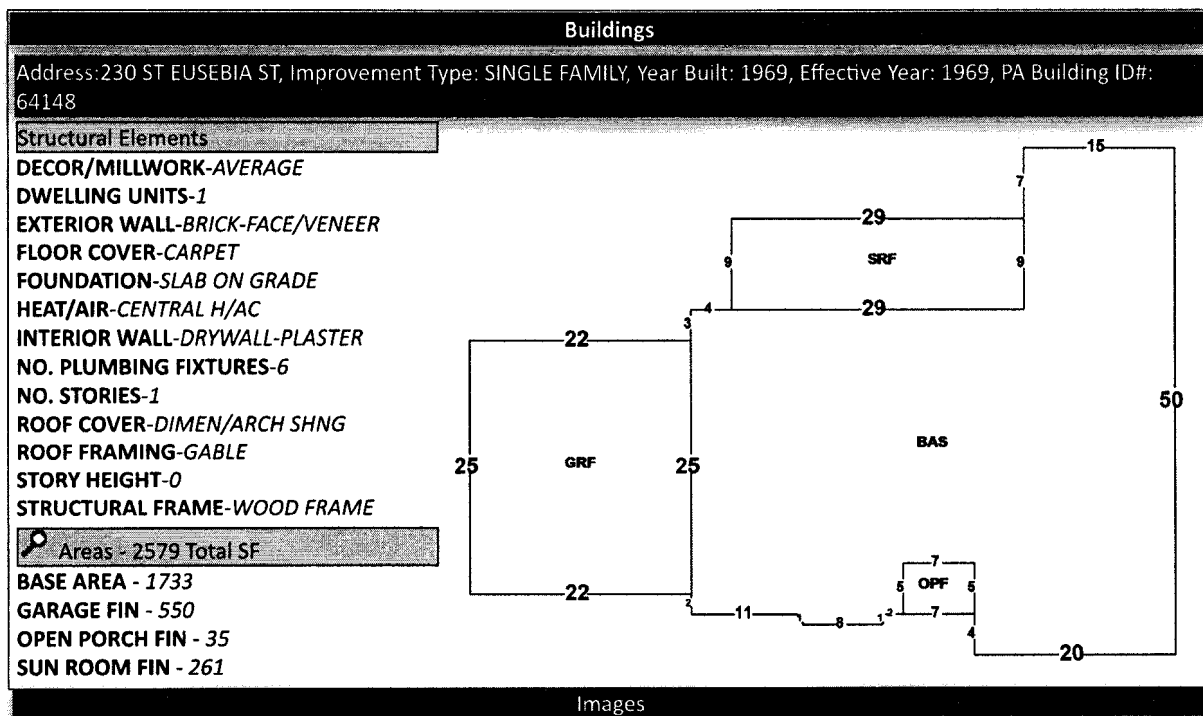 Buildings
Address:230 ST EUSEBIA ST, Improvement Type: SINGLE FAMILY, Year Built: 1969, Effective Year: 1969, PA Building ID#:
64148
Structural Elements
DECOR/MILLWORK-AVERAGE
DWELLING UNITS-1
EXTERIOR WALL-BRICK-FACE/VENEER
FLOOR COVER-CARPET
FOUNDATION-SLAB ON GRADE
HEAT/AIR-CENTRAL H/AC
INTERIOR WALL-DRYWALL-PLASTER
NO. PLUMBING FIXTURES-6
NO. STORIES-1
ROOF COVER-DIMEN/ARCH SHNG
ROOF FRAMING-GABLE
STORY HEIGHT-0
STRUCTURAL FRAME-WOOD FRAME
Areas - 2579 Total SF
BASE AREA - 1733
GARAGE FIN - 550
OPEN PORCH FIN - 35
SUN ROOM FIN - 261
15
7
29
9
SRF
9
4
29
3
22
50
BAS
25
GRF
25
7
5
OPF
5
22
2
11
1
8
1
2
7
4
20
Images